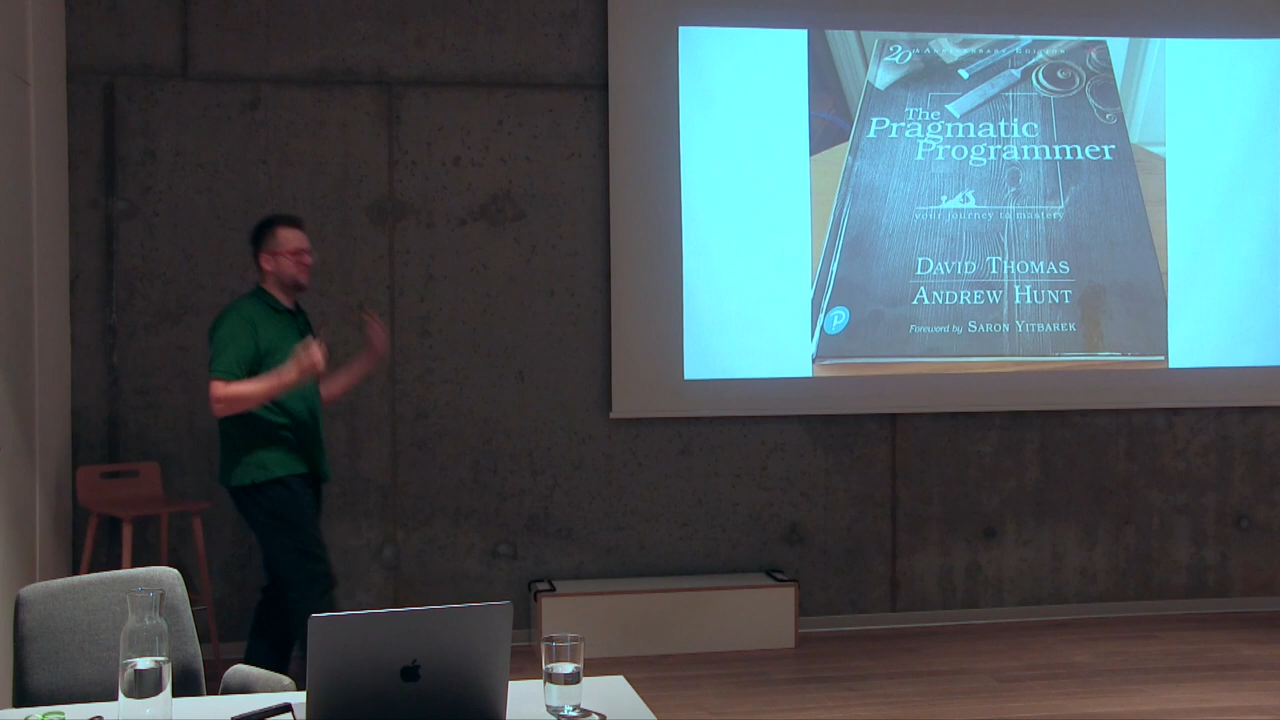 20th Anniversary Edition
The
Pragmatic
Programmer
your journey to mastery
David Thomas
Andrew Hunt
Foreword by Saron Yitbarek
P